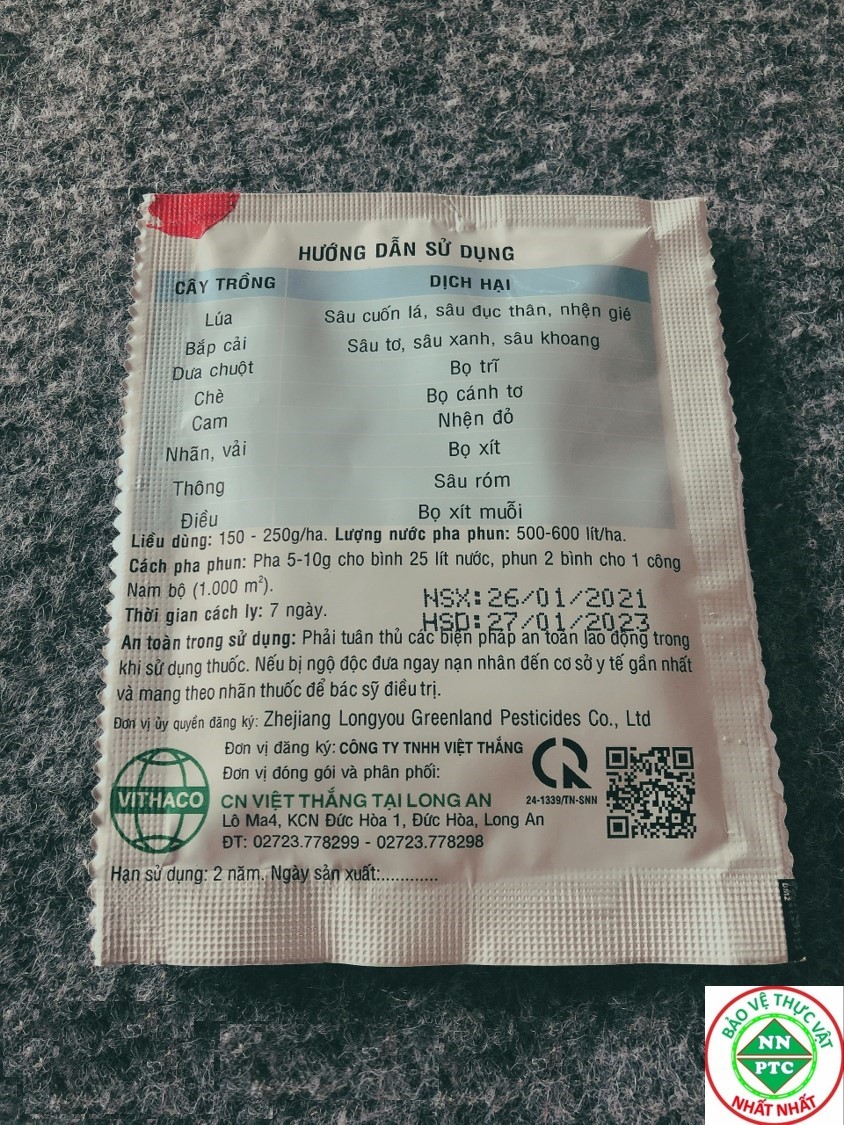 HƯỚNG DẪN SỬ DỤNG
CÂY TRỒNG DỊCH HẠI
Lúa Sâu cuốn lá, sâu đục thân, nhện gié
Bắp cải Sâu tơ, sâu xanh, sâu khoang
Dưa chuột Bọ trĩ
Chè Bọ cánh tơ
Cam Nhện đỏ
Nhãn, vải Bọ xít
Thông Sâu róm
Điều Bọ xít muỗi
Liều dùng: 150 - 250g/ha. Lượng nước pha phun: 500-600 lít/ha.
Cách pha phun: Pha 5-10g cho bình 25 lít nước, phun 2 bình cho 1 công
Nam bộ (1.000 m²).
NSX: 26/01/2021
Thời gian cách ly: 7 ngày.
HSD: 27/01/2023
An toàn trong sử dụng: Phải tuân thủ các biện pháp an toàn lao động trong
khi sử dụng thuốc. Nếu bị ngộ độc đưa ngay nạn nhân đến cơ sở y tế gần nhất
và mang theo nhãn thuốc để bác sỹ điều trị.
Đơn vị ủy quyền đăng ký: Zhejiang Longyou Greenland Pesticides Co., Ltd
Đơn vị đăng ký: CÔNG TY TNHH VIỆT THẮNG
Đơn vị đóng gói và phân phối:
VITHACO
CN VIỆT THẮNG TẠI LONG AN
24-1339/TN-SNN
Lô Ma4, KCN Đức Hòa 1, Đức Hòa, Long An
ĐT: 02723.778299 - 02723.778298
Hạn sử dụng: 2 năm. Ngày sản xuất:............
BẢO VỆ THỰC VẬT
NN
PTC
NHẤT NHẤT